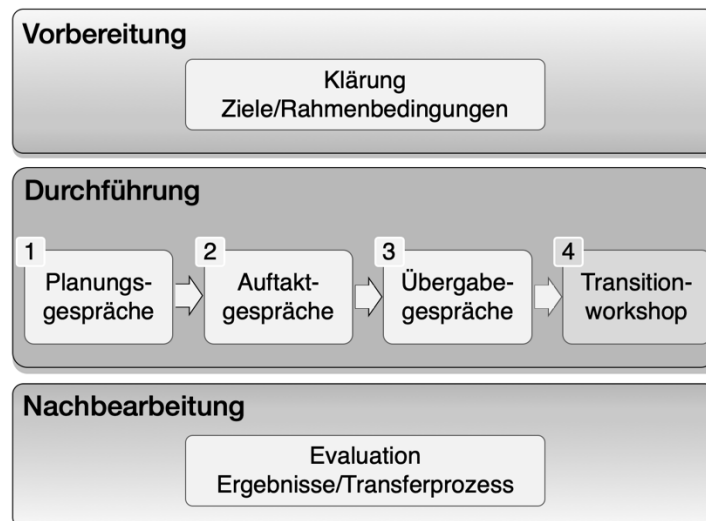 Vorbereitung
Klärung
Ziele/Rahmenbedingungen
Durchführung
1
Planungs-
gespräche
2
Auftakt-
gespräche
3
Übergabe-
gespräche
4
Transition-
workshop
Nachbearbeitung
Evaluation
Ergebnisse/Transferprozess